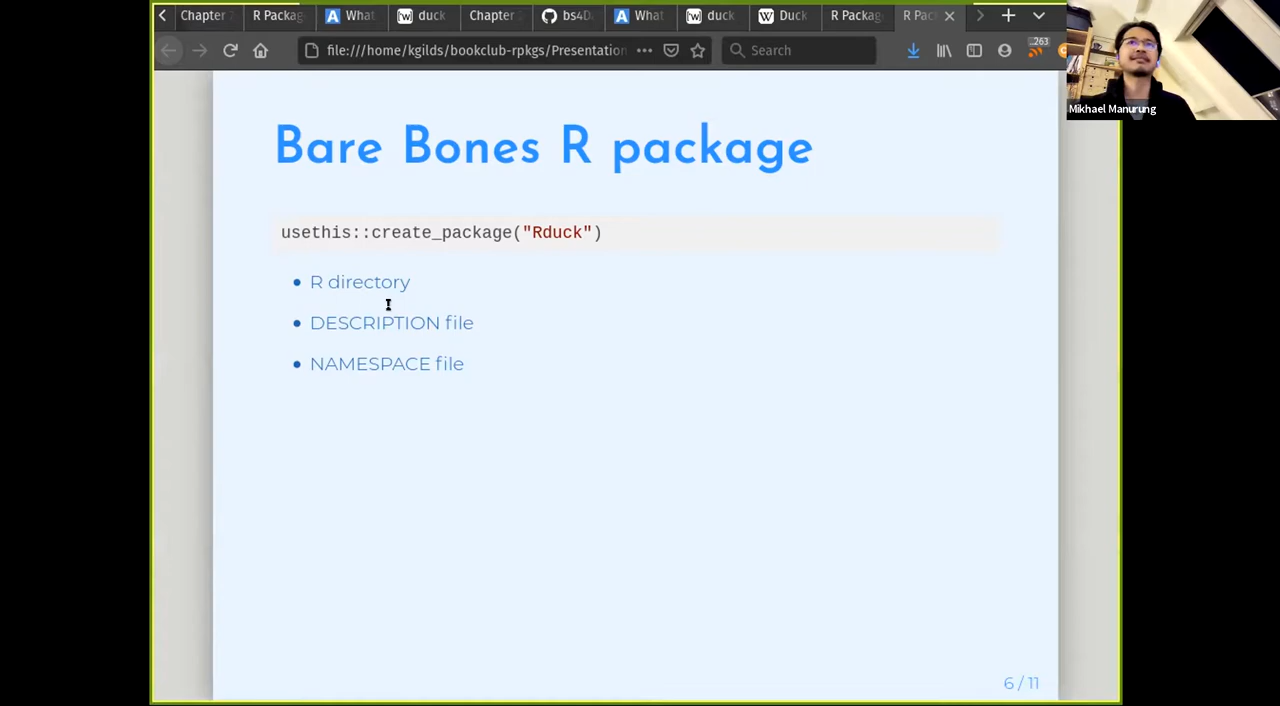 Chapter
R Packag
What
duck
Chapter
bs4D
What
duck
Duck
R Packag
R Pac
file:///home/kgilds/bookclub-rpkgs/Presentation
Search
263
Mikhael Manurung
Bare Bones R package
usethis::create_package("Rduck")
R directory
DESCRIPTION file
NAMESPACE file
6 / 11